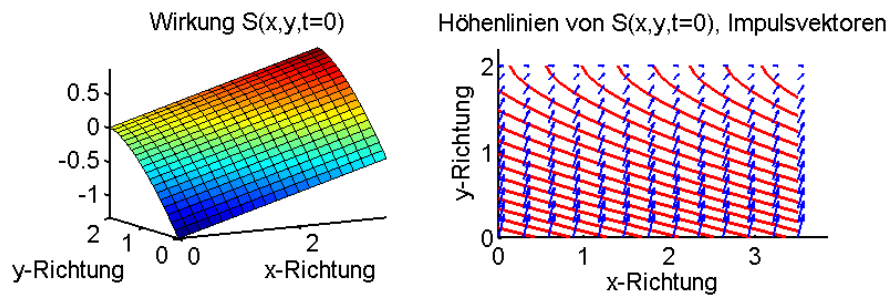 Wirkung S(x,y,t=0)
0.5
0
-0.5
-1
2
1
0
0
2
y-Richtung
x-Richtung
Höhenlinien von S(x,y,t=0), Impulsvektoren
2
1
0
y-Richtung
0
1
2
3
x-Richtung